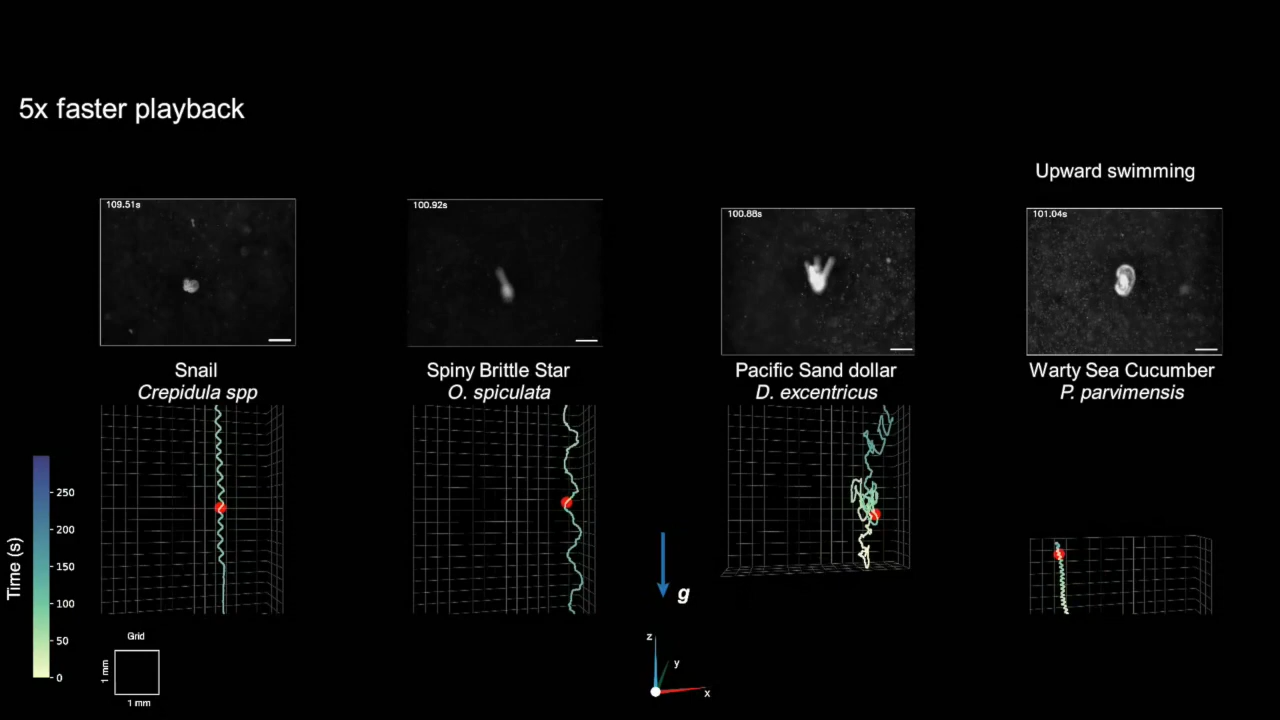 5x faster playback
Upward swimming
109.51s
100.92s
100.88s
101.04s
Snail
Crepidula spp
Spiny Brittle Star
O. spiculata
Pacific Sand dollar
D. excentricus
Warty Sea Cucumber
P. parvimensis
Time (s)
250
200
150
100
50
0
g
Grid
1 mm
1 mm
z
y
x